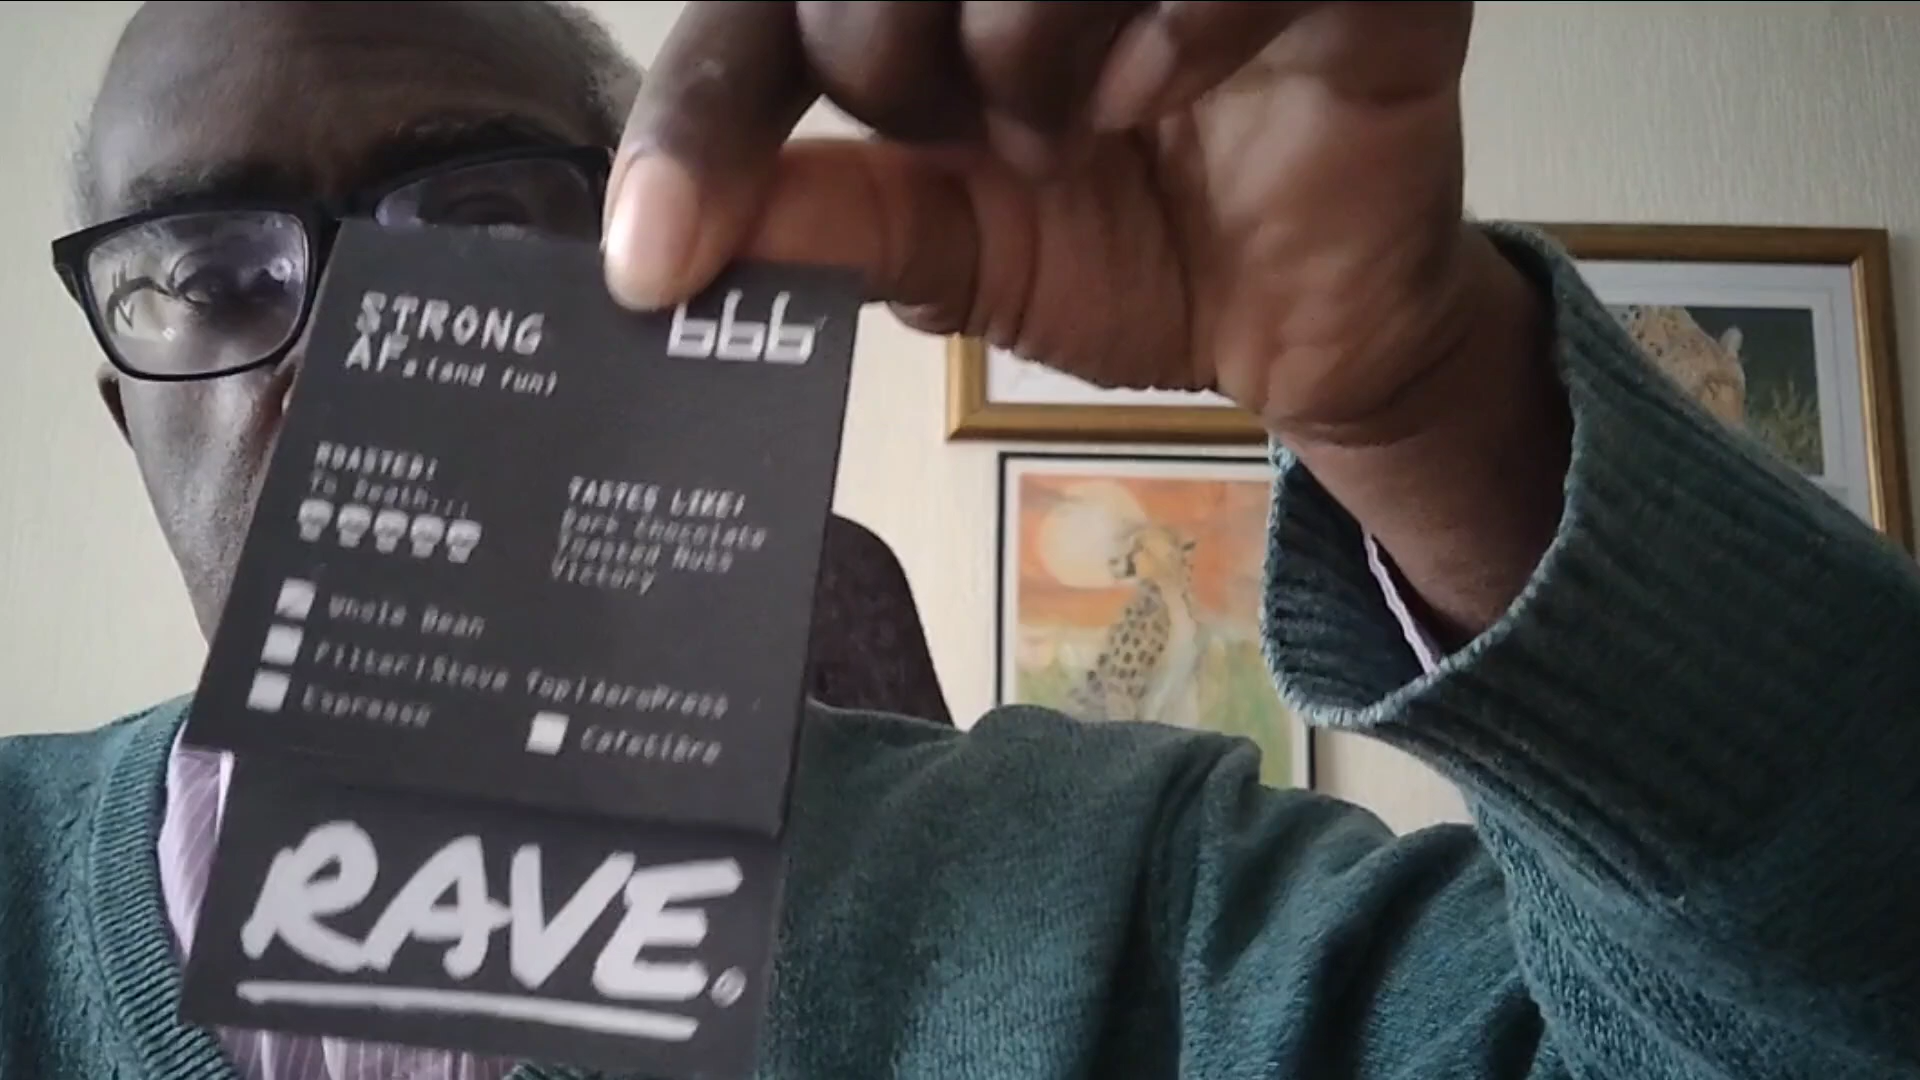 STRONG
AF*(and fun)
666
ROASTED!
To Death...
TASTES LIKE!
Dark Chocolate
Toasted Nuts
Victory
Whole Bean
Filter|Stove Top|AeroPress
Espresso
Cafetière
RAVE.